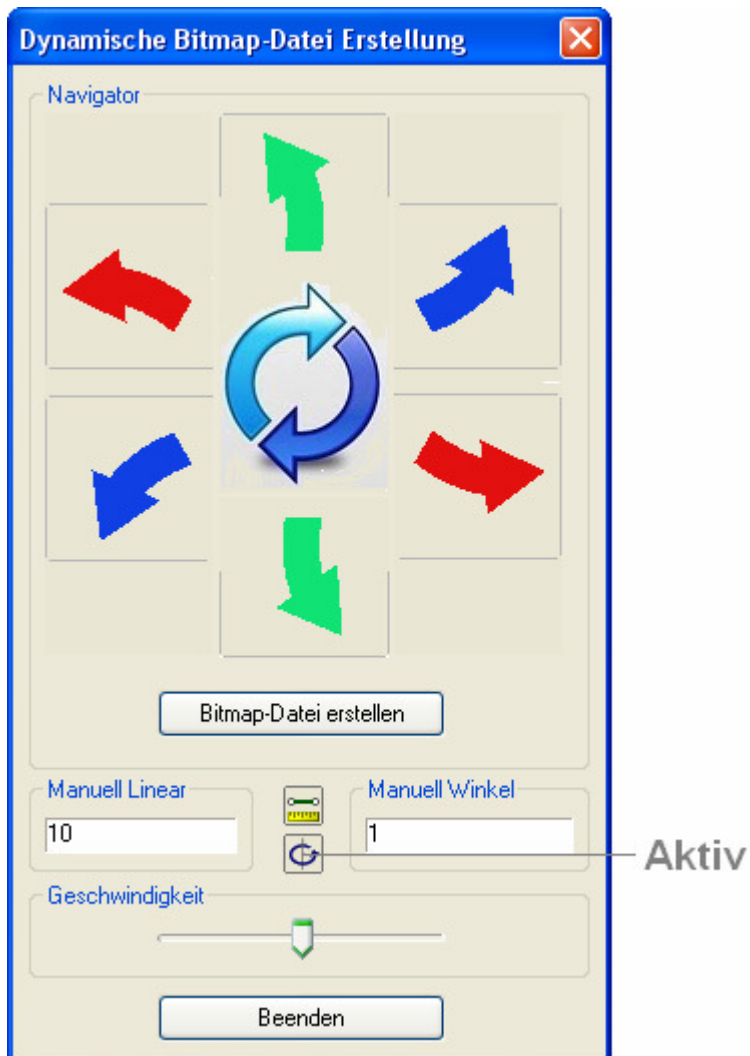 Dynamische Bitmap-Datei Erstellung
Navigator
Bitmap-Datei erstellen
Manuell Linear
Manuell Winkel
10
1
Aktiv
Geschwindigkeit
Beenden